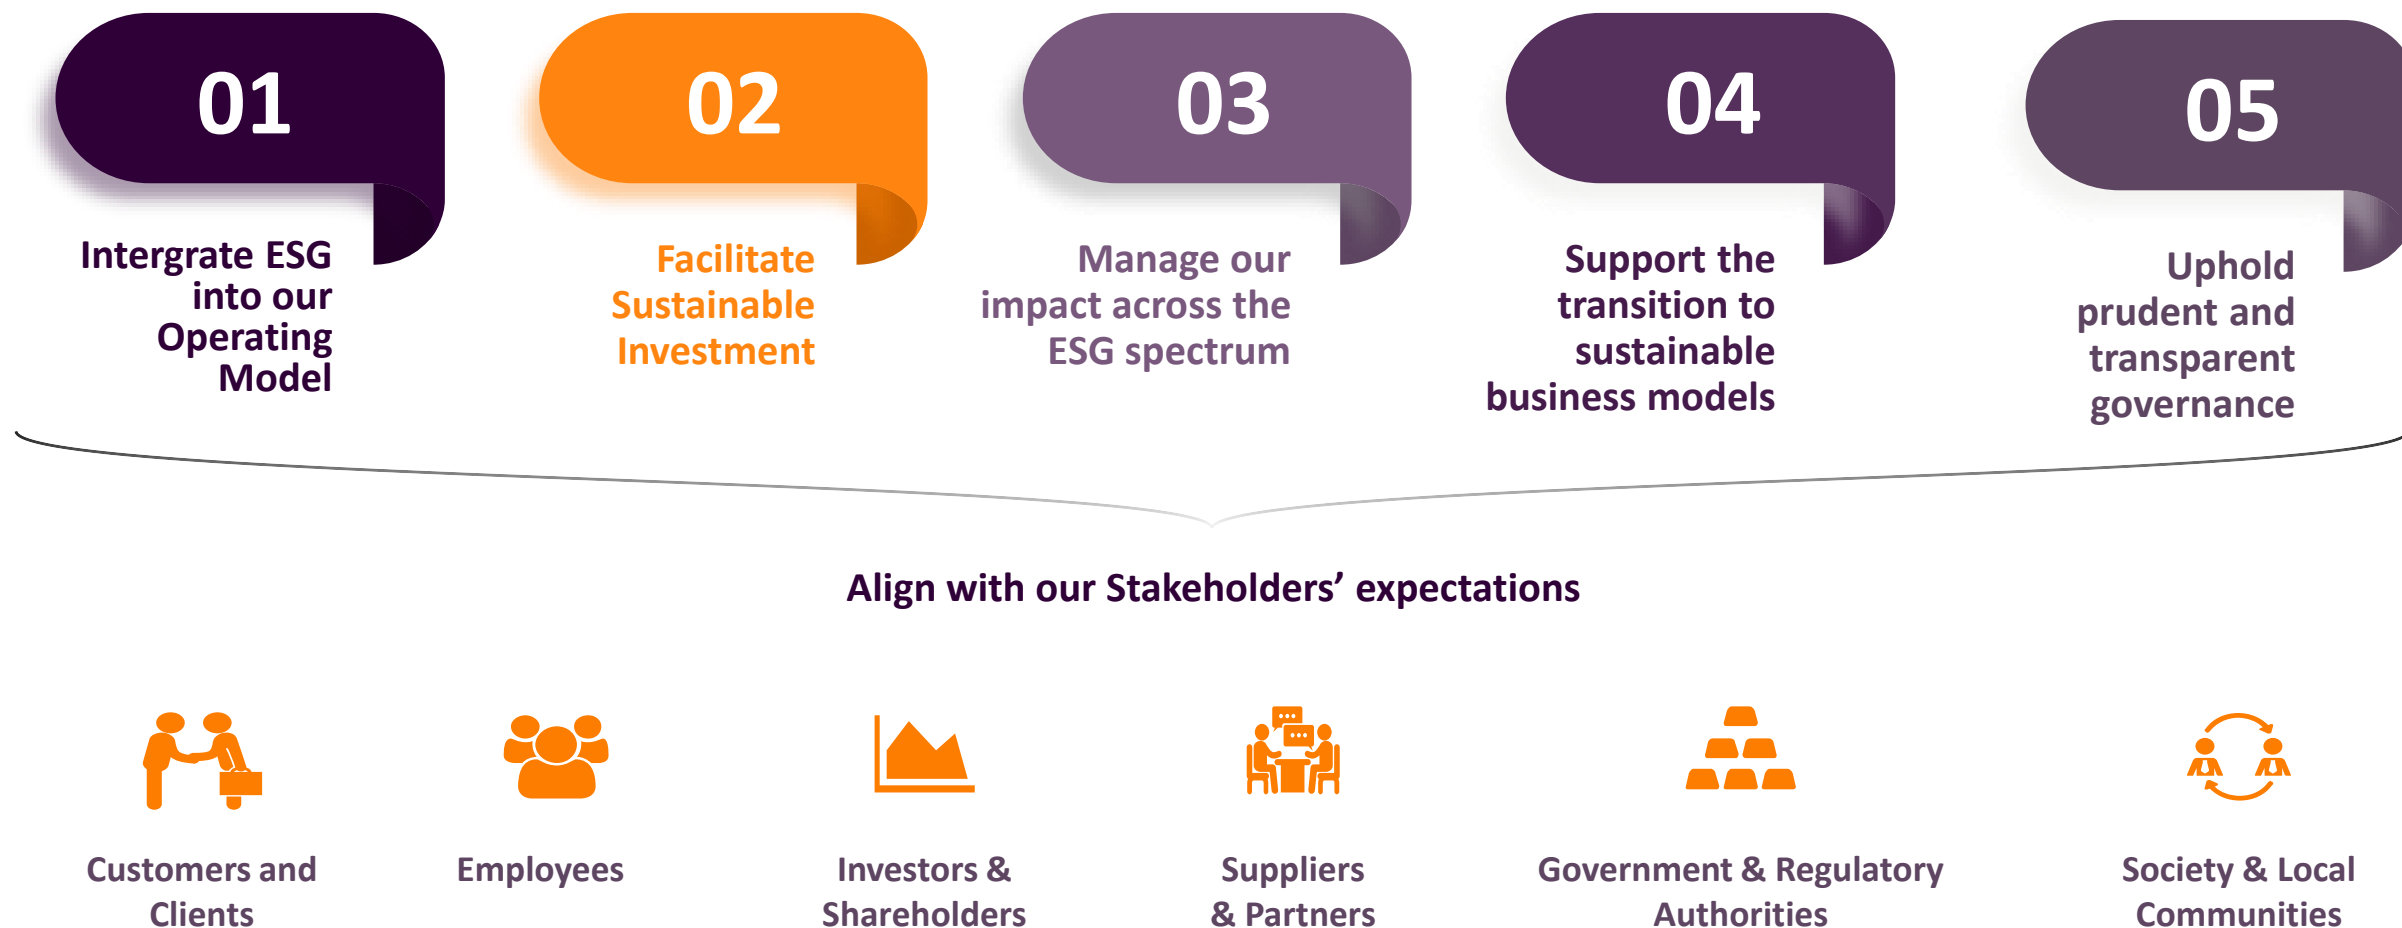 01
Intergrate ESG
into our
Operating
Model
02
Facilitate
Sustainable
Investment
03
Manage our
impact across the
ESG spectrum
04
Support the
transition to
sustainable
business models
05
Uphold
prudent and
transparent
governance
Align with our Stakeholders’ expectations
Customers and
Clients
Employees
Investors &
Shareholders
Suppliers
& Partners
Government & Regulatory
Authorities
Society & Local
Communities